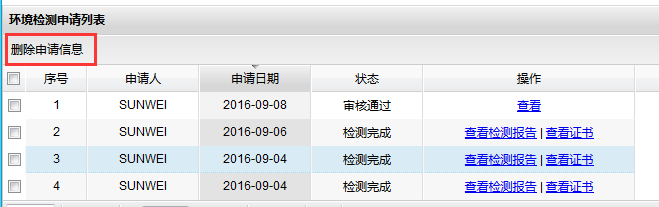 环境检测申请列表
删除申请信息
序号 申请人 申请日期 状态 操作
1 SUNWEI 2016-09-08 审核通过 查看
2 SUNWEI 2016-09-06 检测完成 查看检测报告 | 查看证书
3 SUNWEI 2016-09-04 检测完成 查看检测报告 | 查看证书
4 SUNWEI 2016-09-04 检测完成 查看检测报告 | 查看证书